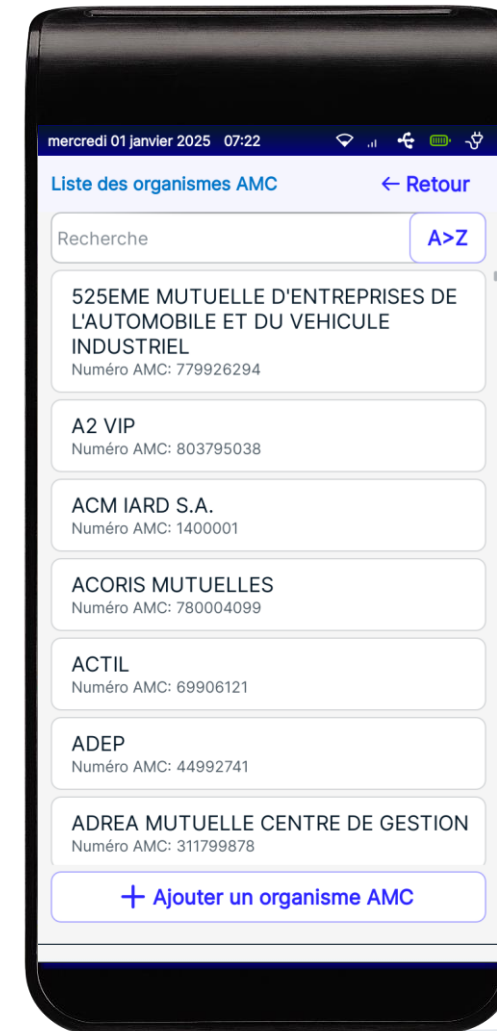 mercredi 01 janvier 2025 07:22
Liste des organismes AMC
← Retour
Recherche
A>Z
525EME MUTUELLE D'ENTREPRISES DE
L'AUTOMOBILE ET DU VEHICULE
INDUSTRIEL
Numéro AMC: 779926294
A2 VIP
Numéro AMC: 803795038
ACM IARD S.A.
Numéro AMC: 1400001
ACORIS MUTUELLES
Numéro AMC: 780004099
ACTIL
Numéro AMC: 69906121
ADEP
Numéro AMC: 44992741
ADREA MUTUELLE CENTRE DE GESTION
Numéro AMC: 311799878
+ Ajouter un organisme AMC